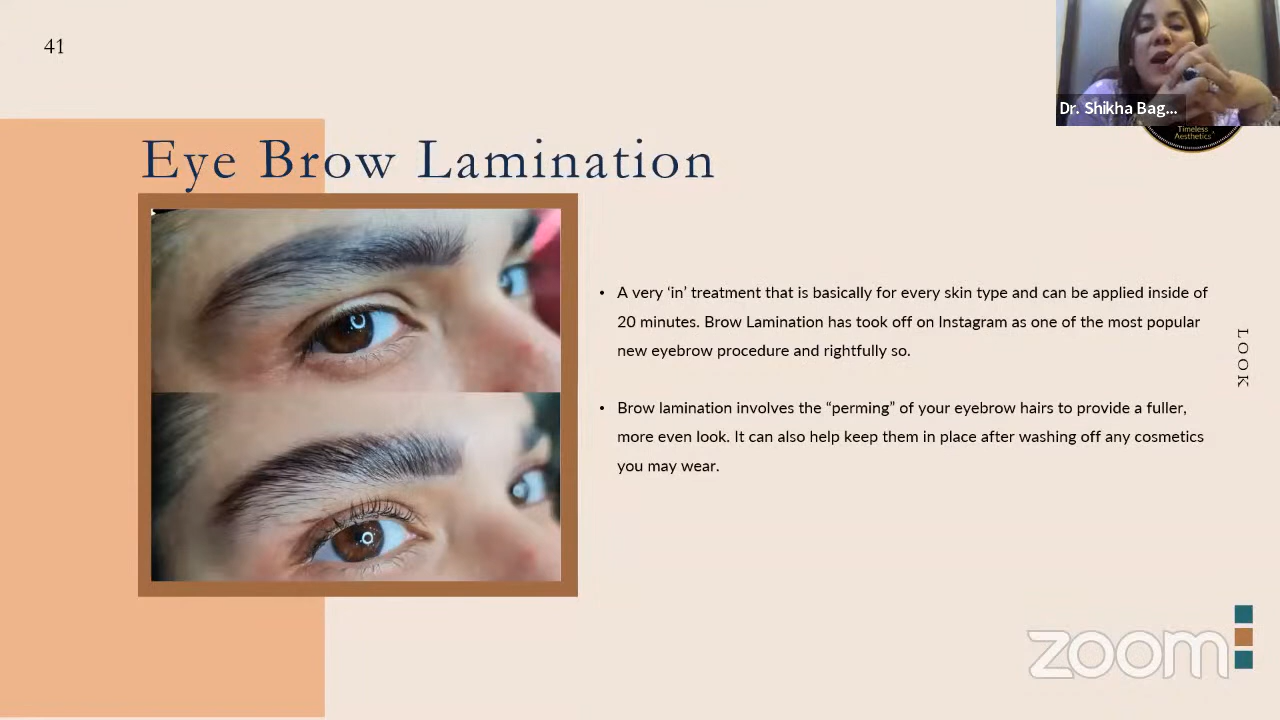 41
Dr. Shikha Bag...
Timeless
Aesthetics
Eye Brow Lamination
• A very ‘in’ treatment that is basically for every skin type and can be applied inside of
20 minutes. Brow Lamination has took off on Instagram as one of the most popular
new eyebrow procedure and rightfully so.
• Brow lamination involves the “perming” of your eyebrow hairs to provide a fuller,
more even look. It can also help keep them in place after washing off any cosmetics
you may wear.
LOOK
zoom